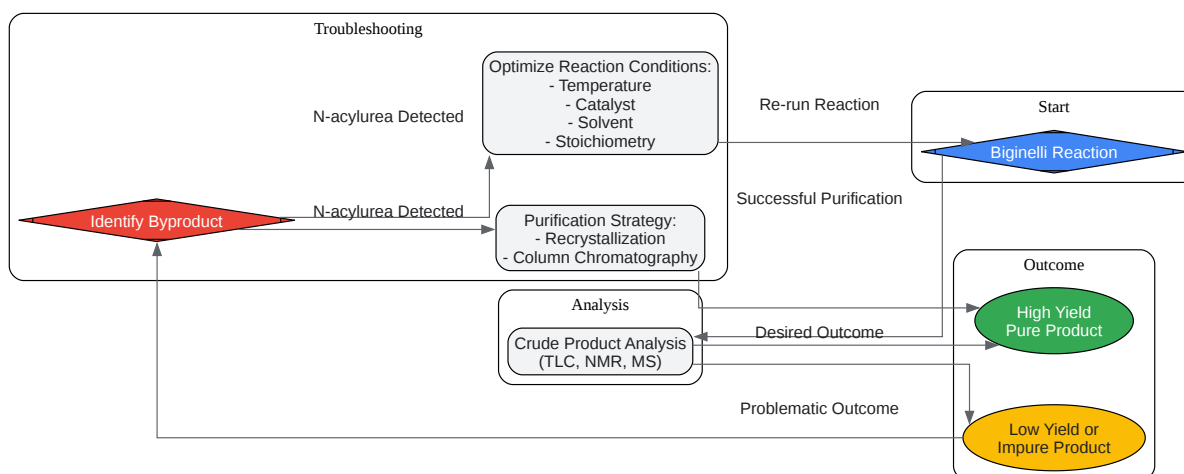 Troubleshooting
Optimize Reaction Conditions:
- Temperature
- Catalyst
- Solvent
- Stoichiometry
N-acylurea Detected
Re-run Reaction
Start
Biginelli Reaction
Identify Byproduct
N-acylurea Detected
Purification Strategy:
- Recrystallization
- Column Chromatography
Successful Purification
Outcome
High Yield
Pure Product
Analysis
Crude Product Analysis
(TLC, NMR, MS)
Desired Outcome
Problematic Outcome
Low Yield or
Impure Product